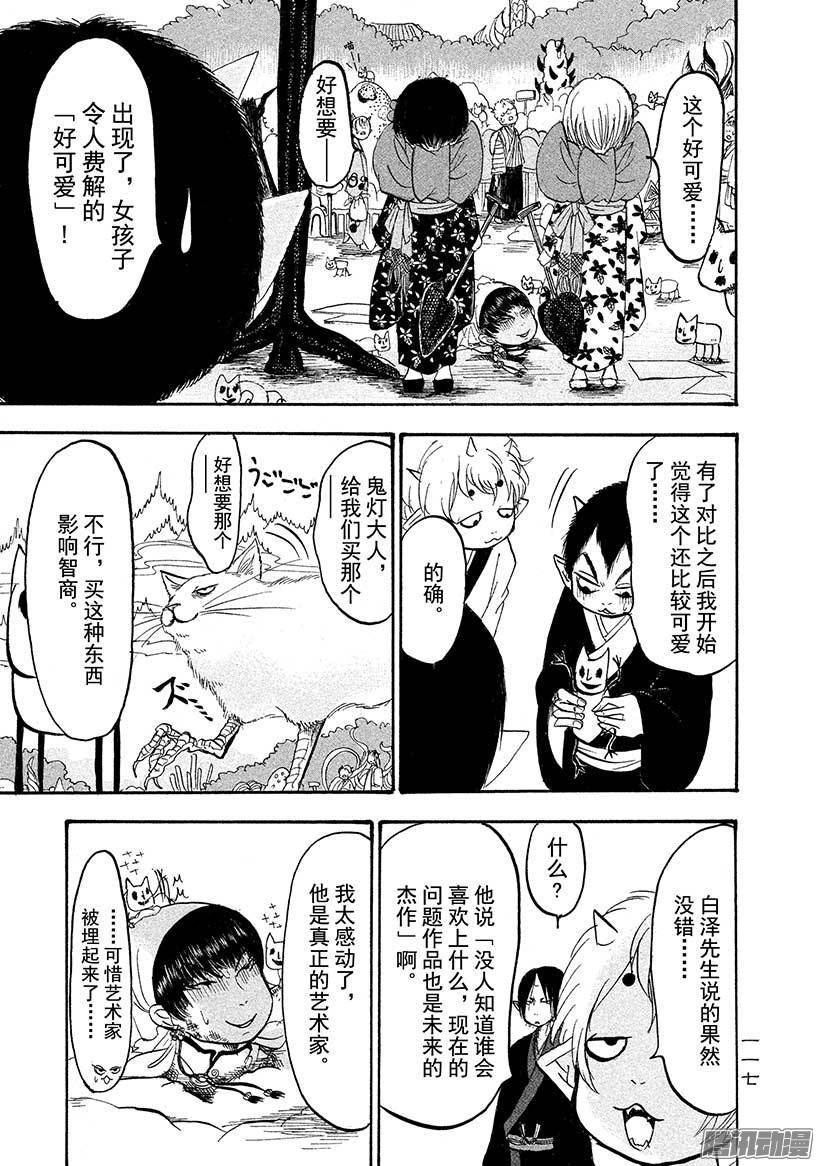 这个好可爱……
好想要——
出现了，女孩子
令人费解的
「好可爱」！
有了对比之后我开始
觉得这个还比较可爱
了……
的确。
鬼灯大人，
给我们买那个
——
好想要那个
——
うごごご
ズ……
不行，买这种东西
影响智商。
白泽先生说的果然
没错……
什么？
他说「没人知道谁会
喜欢上什么，现在的
问题作品也是未来的
杰作」啊。
我太感动了，
他是真正的艺术家。
……可惜艺术家
被埋起来了……
一一七
腾讯动漫